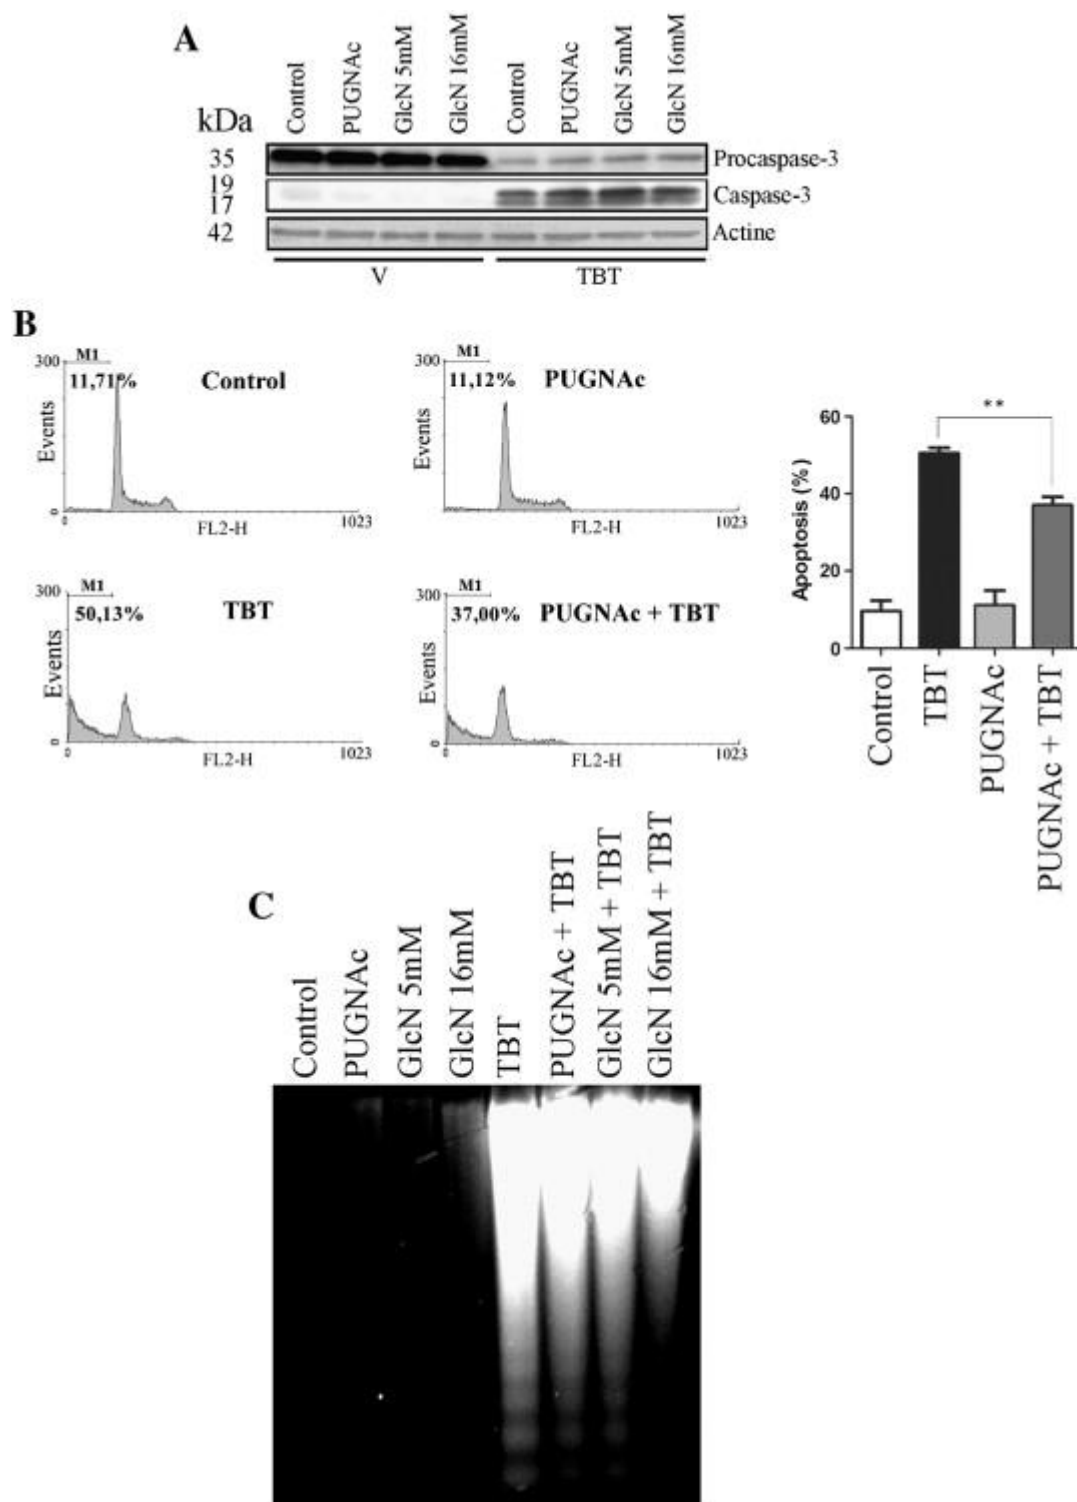 A
Control
PUGNAc
GlcN 5mM
GlcN 16mM
Control
PUGNAc
GlcN 5mM
GlcN 16mM
kDa
35
Procaspase-3
19
17
Caspase-3
42
Actine
V
TBT
B
300
M1
11,71%
Control
Events
0
0
FL2-H
1023
300
M1
11,12%
PUGNAc
Events
FL2-H
1023
300
M1
50,13%
TBT
Events
0
0
FL2-H
1023
300
M1
37,00%
PUGNAc + TBT
Events
0
0
FL2-H
1023
Apoptosis (%)
60
40
20
0
**
Control
TBT
PUGNAc
PUGNAc + TBT
C
Control
PUGNAc
GlcN 5mM
GlcN 16mM
TBT
PUGNAc + TBT
GlcN 5mM + TBT
GlcN 16mM + TBT